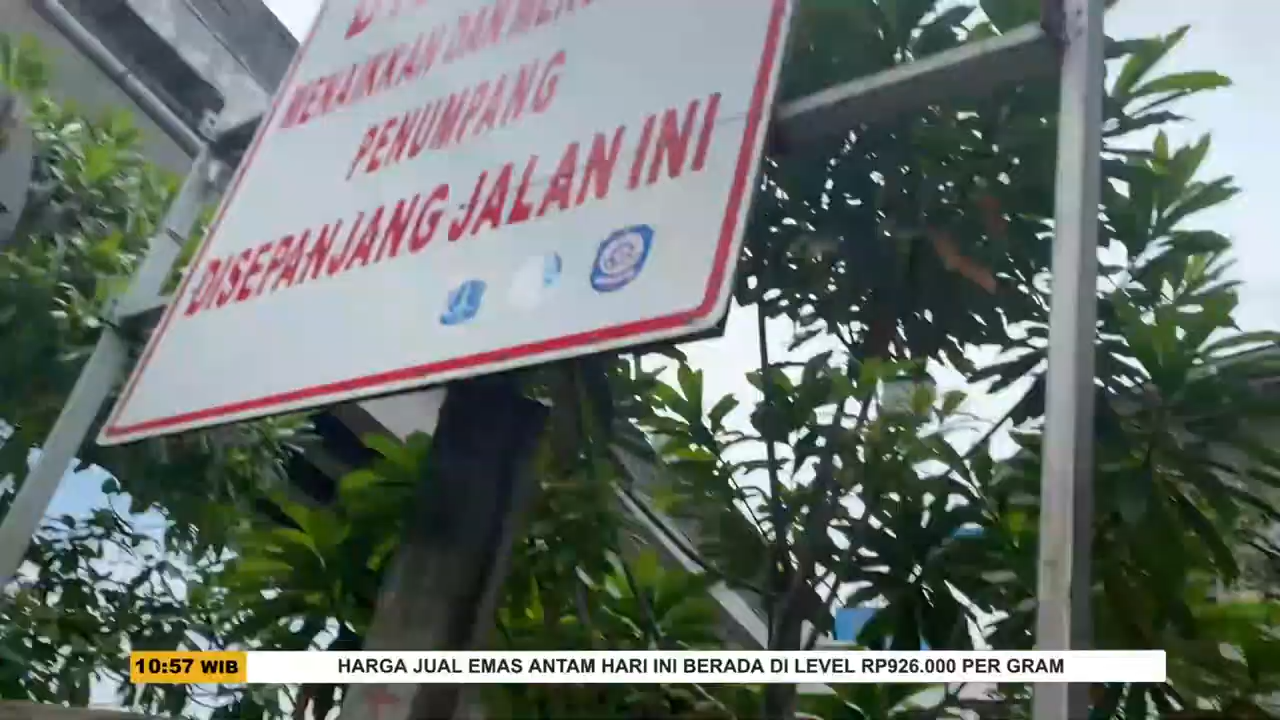 MENAIKKAN DAN
PENUMPANG
DISEPANJANG JALAN INI
10:57 WIB
HARGA JUAL EMAS ANTAM HARI INI BERADA DI LEVEL RP926.000 PER GRAM